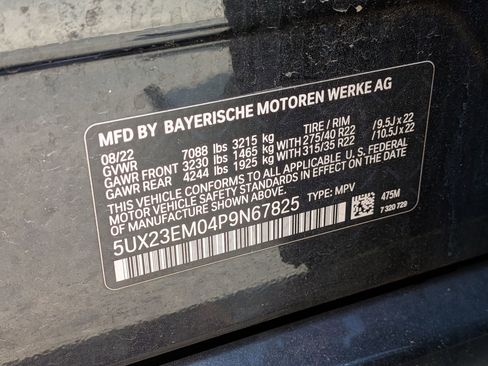 MFD BY BAYERISCHE MOTOREN WERKE AG
08/22 TIRE / RIM
GVWR 7088 lbs 3215 kg
GAWR FRONT 3230 lbs 1465 kg WITH 275/40 R22 / 9.5J x 22
GAWR REAR 4244 lbs 1925 kg WITH 315/35 R22 / 10.5J x 22
THIS VEHICLE CONFORMS TO ALL APPLICABLE U.S. FEDERAL
MOTOR VEHICLE SAFETY STANDARDS IN EFFECT ON THE DATE
OF MANUFACTURE SHOWN ABOVE.
5UX23EM04P9N67825 TYPE: MPV 475M
7 320 729